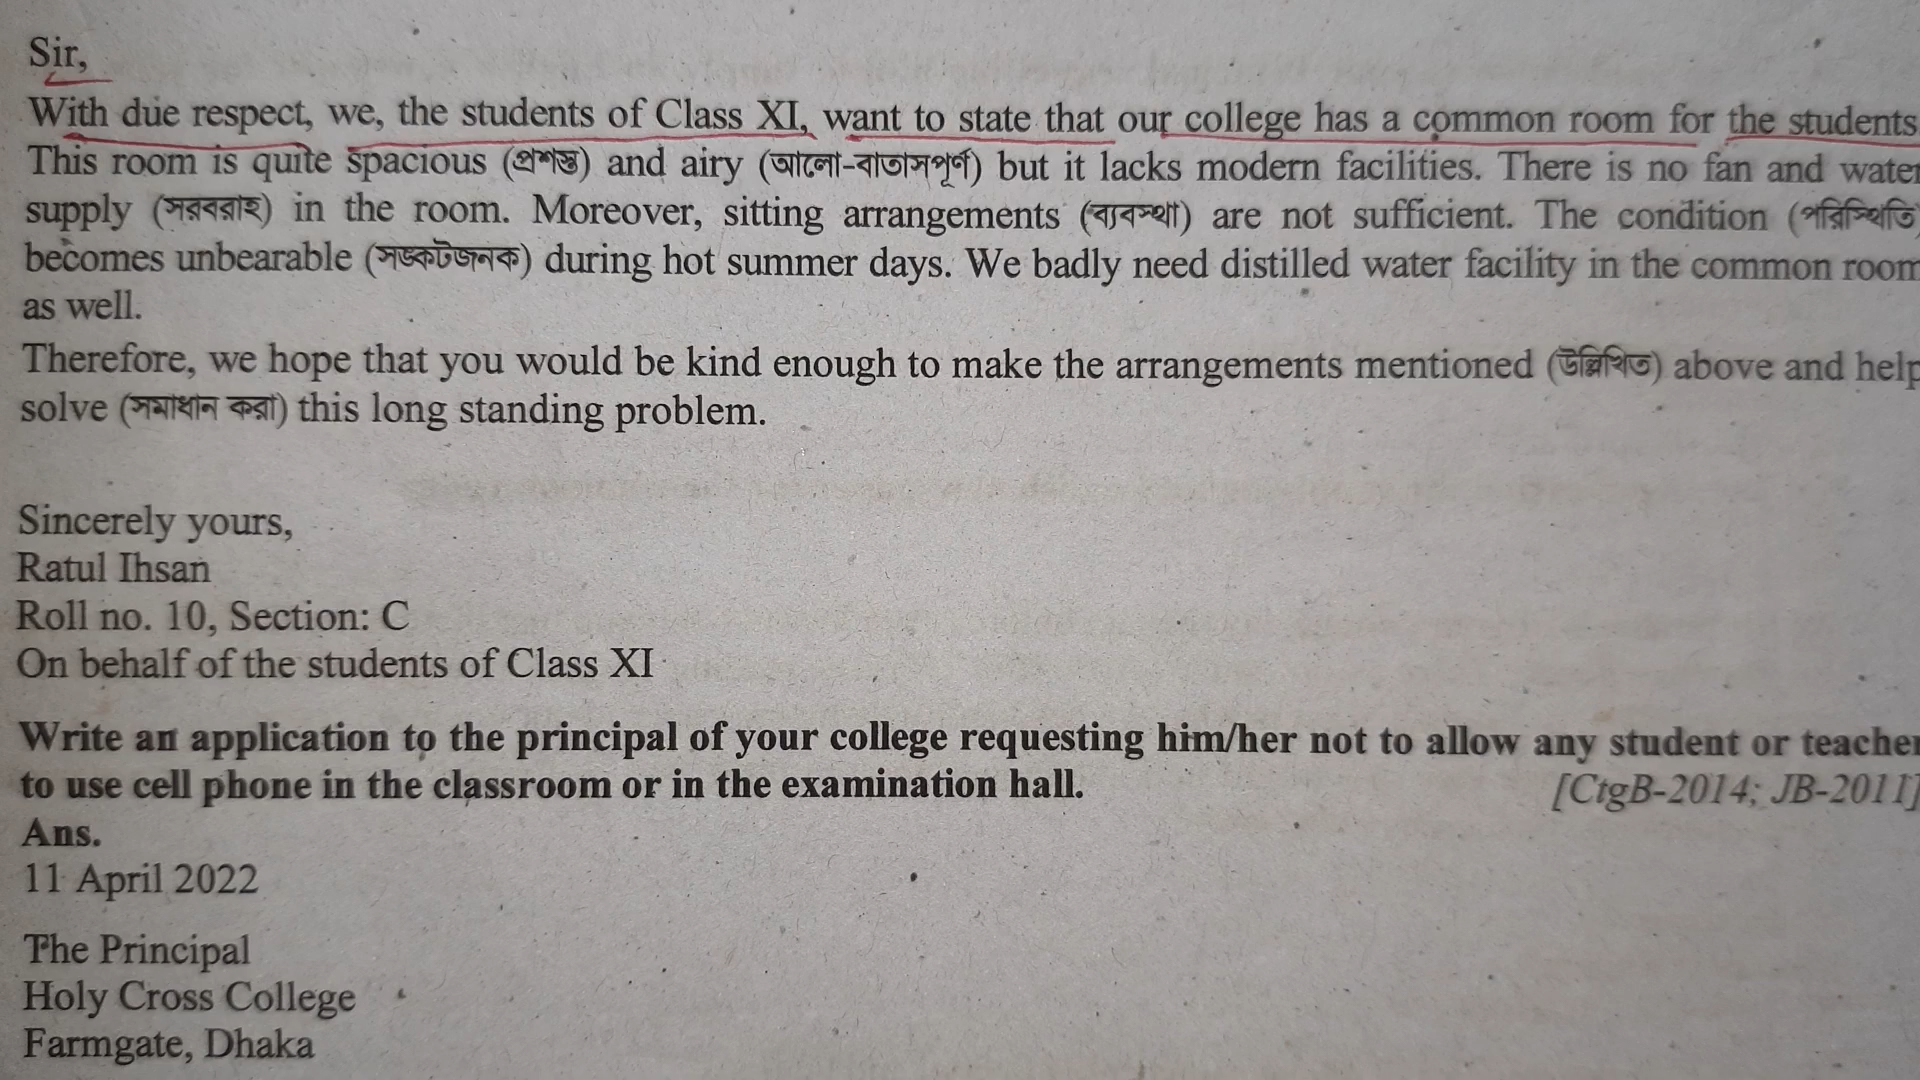 Sir,
With due respect, we, the students of Class XI, want to state that our college has a common room for the students
This room is quite spacious (প্রশস্ত) and airy (আলো-বাতাসপূর্ণ) but it lacks modern facilities. There is no fan and water
supply (সরবরাহ) in the room. Moreover, sitting arrangements (ব্যবস্থা) are not sufficient. The condition (পরিস্থিতি)
becomes unbearable (সঙ্কটজনক) during hot summer days. We badly need distilled water facility in the common room
as well.
Therefore, we hope that you would be kind enough to make the arrangements mentioned (উল্লিখিত) above and help
solve (সমাধান করা) this long standing problem.
Sincerely yours,
Ratul Ihsan
Roll no. 10, Section: C
On behalf of the students of Class XI
Write an application to the principal of your college requesting him/her not to allow any student or teacher
to use cell phone in the classroom or in the examination hall. [CtgB-2014; JB-2011]
Ans.
11 April 2022
The Principal
Holy Cross College
Farmgate, Dhaka